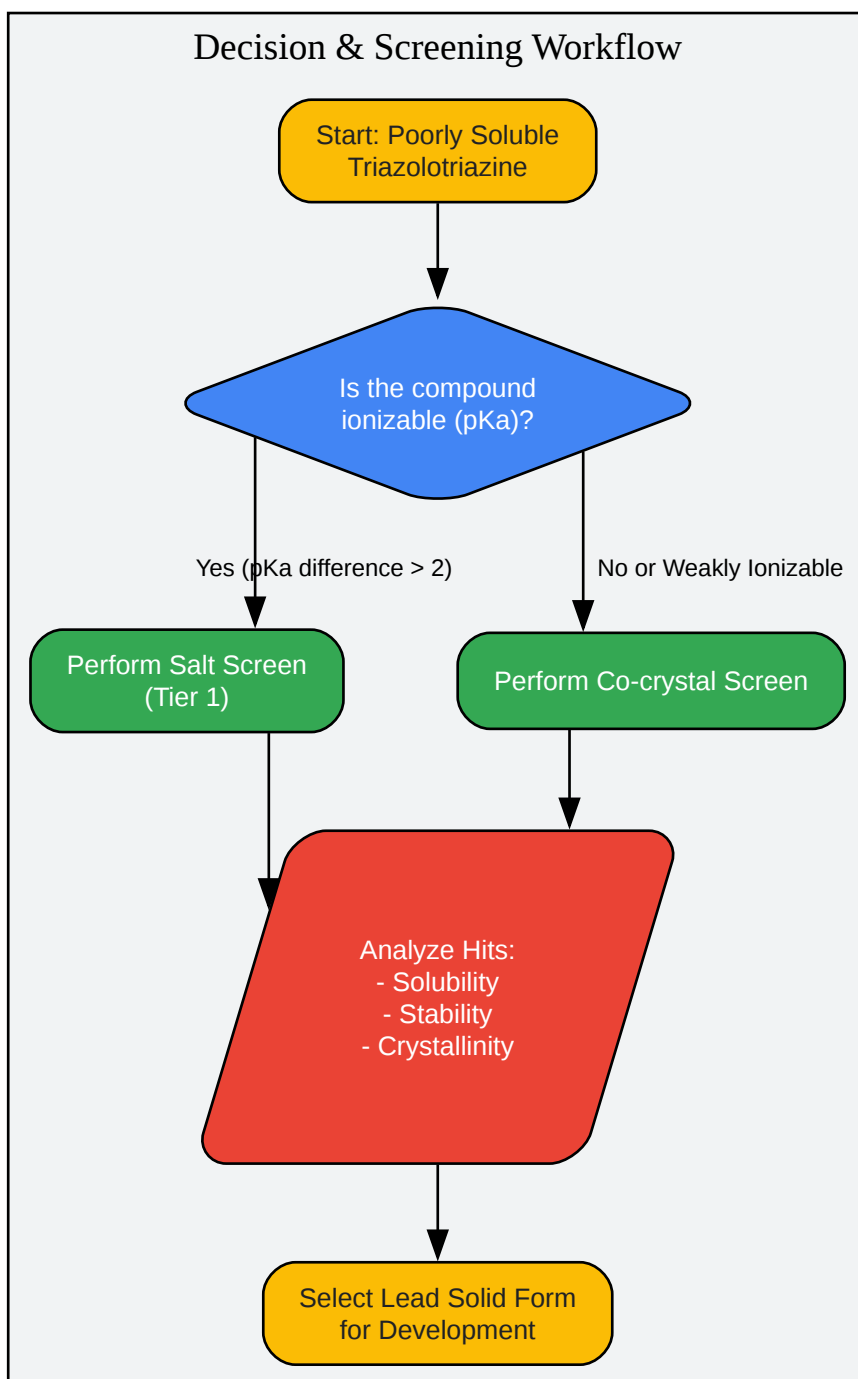 Decision & Screening Workflow
Start: Poorly Soluble
Triazolotriazine
Is the compound
ionizable (pKa)?
Yes (pKa difference > 2)
No or Weakly Ionizable
Perform Salt Screen
(Tier 1)
Perform Co-crystal Screen
Analyze Hits:
- Solubility
- Stability
- Crystallinity
Select Lead Solid Form
for Development